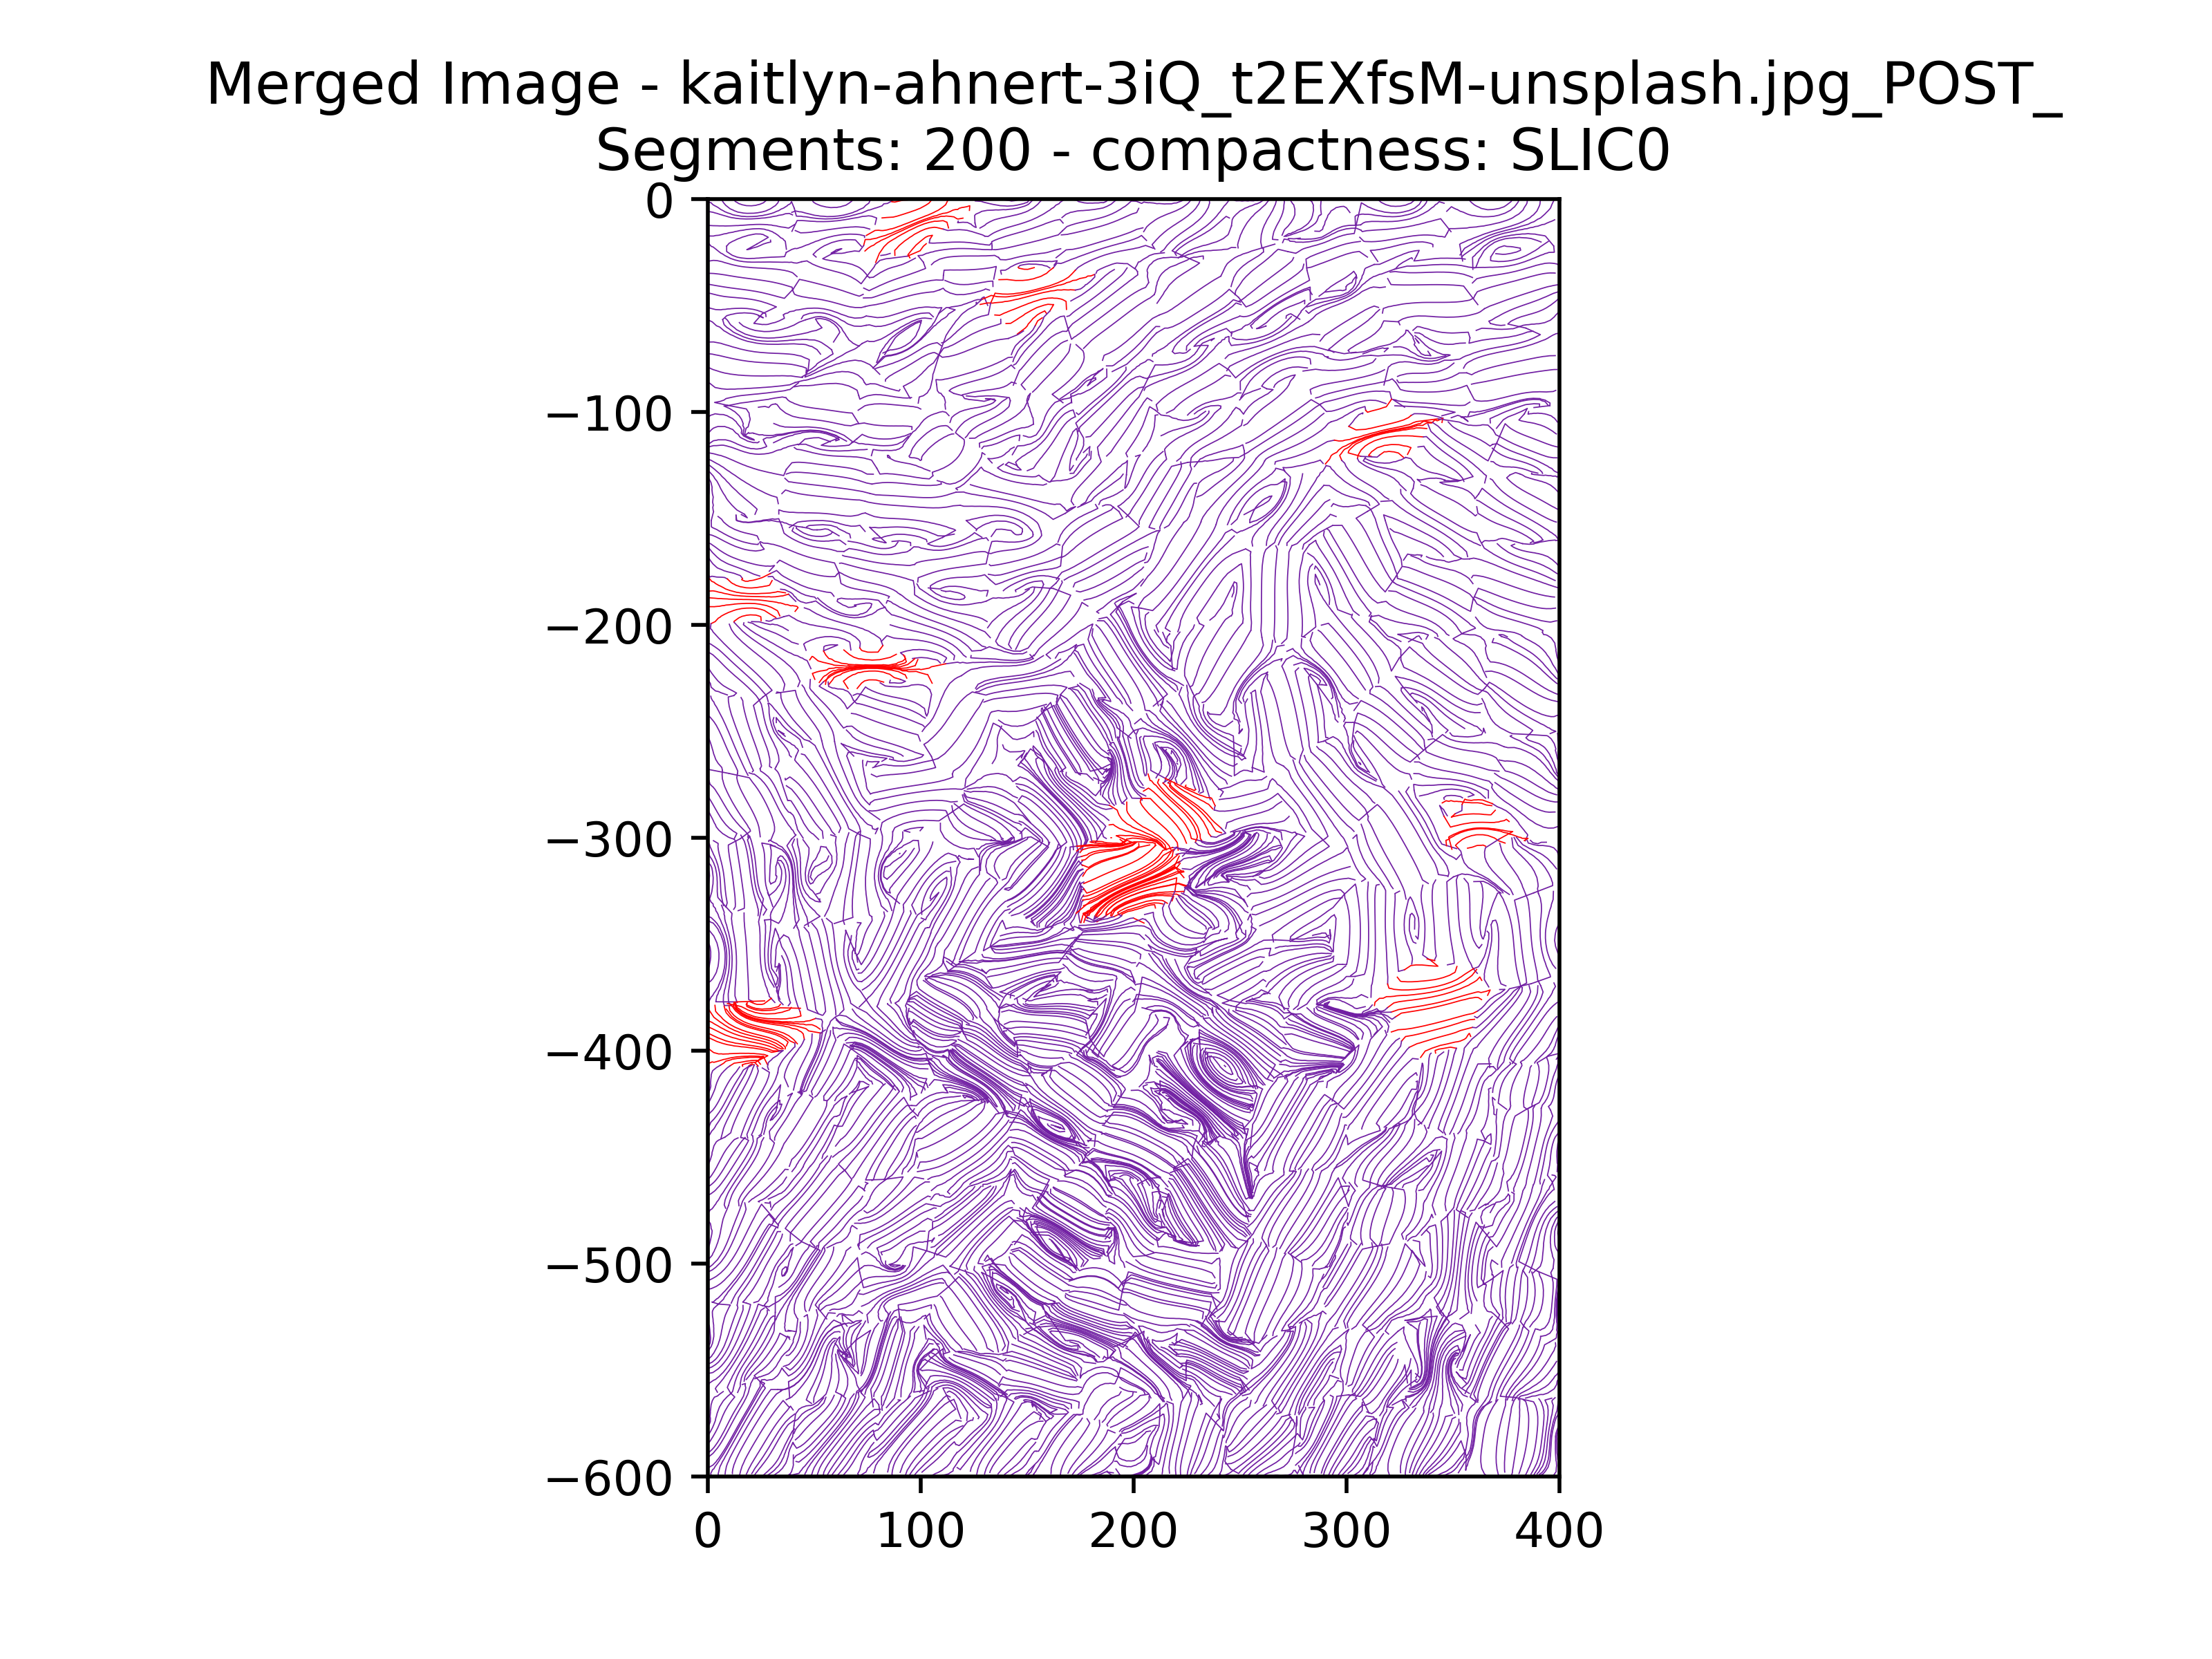 Merged Image - kaitlyn-ahnert-3iQ_t2EXfsM-unsplash.jpg_POST_
Segments: 200 - compactness: SLIC0
0
−100
−200
−300
−400
−500
−600
0 100 200 300 400